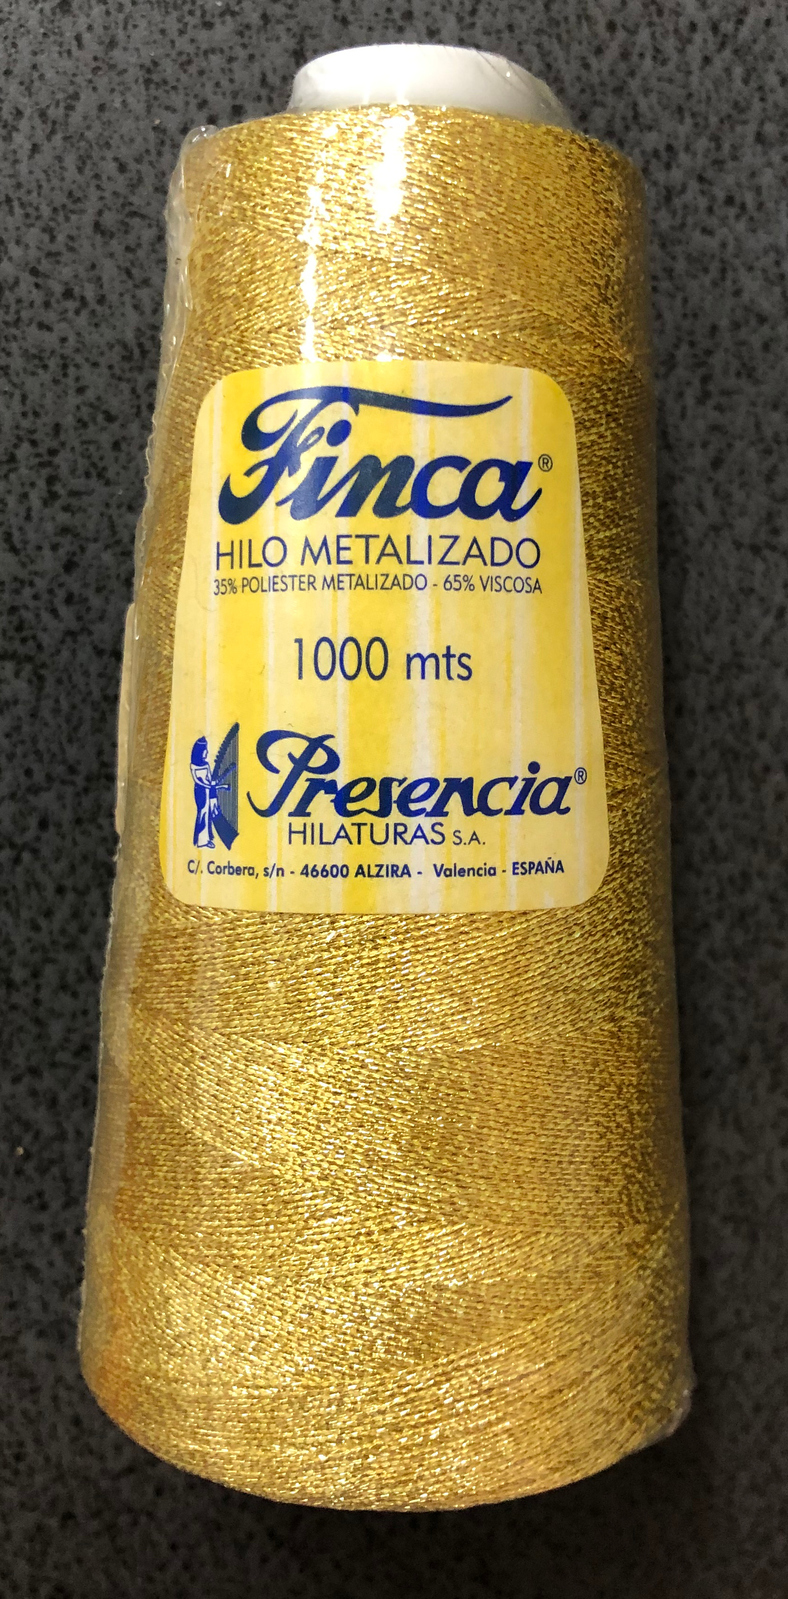 Finca®
HILO METALIZADO
35% POLIESTER METALIZADO - 65% VISCOSA
1000 mts
Presencia®
HILATURAS S.A.
C/. Corbera, s/n - 46600 ALZIRA - Valencia - ESPAÑA